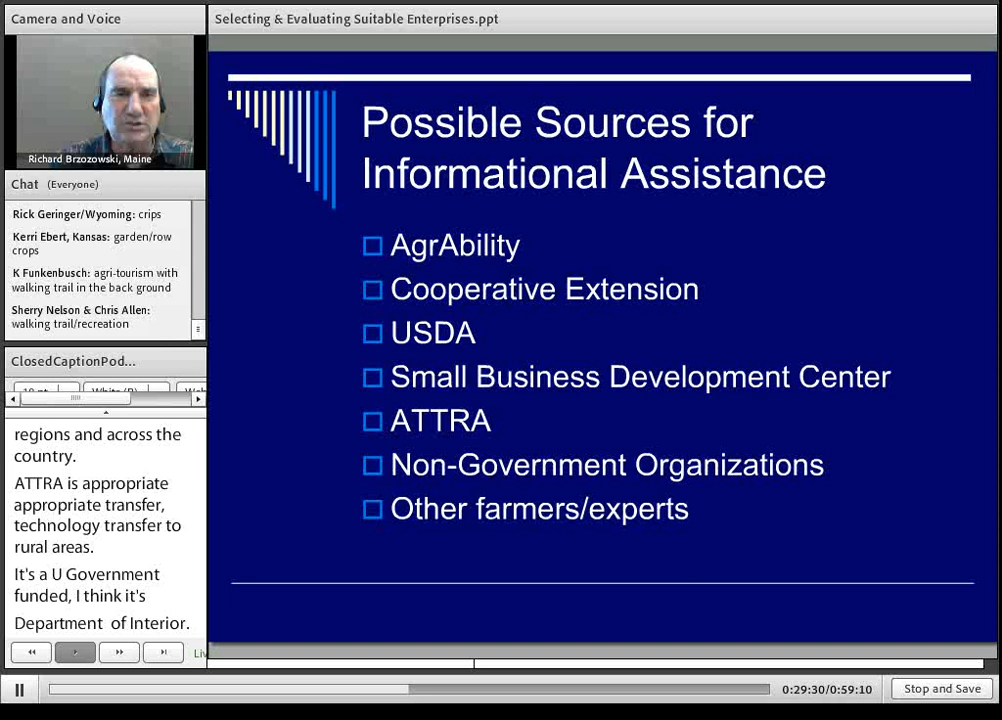 Camera and Voice
Richard Brzozowski, Maine
Chat (Everyone)
Rick Geringer/Wyoming: crips
Kerri Ebert, Kansas: garden/row
crops
K Funkenbusch: agri-tourism with
walking trail in the back ground
Sherry Nelson & Chris Allen:
walking trail/recreation
ClosedCaptionPod...
regions and across the
country.
ATTRA is appropriate
appropriate transfer,
technology transfer to
rural areas.
It's a U Government
funded, I think it's
Department of Interior.
Selecting & Evaluating Suitable Enterprises.ppt
Possible Sources for
Informational Assistance
AgrAbility
Cooperative Extension
USDA
Small Business Development Center
ATTRA
Non-Government Organizations
Other farmers/experts
0:29:30/0:59:10
Stop and Save